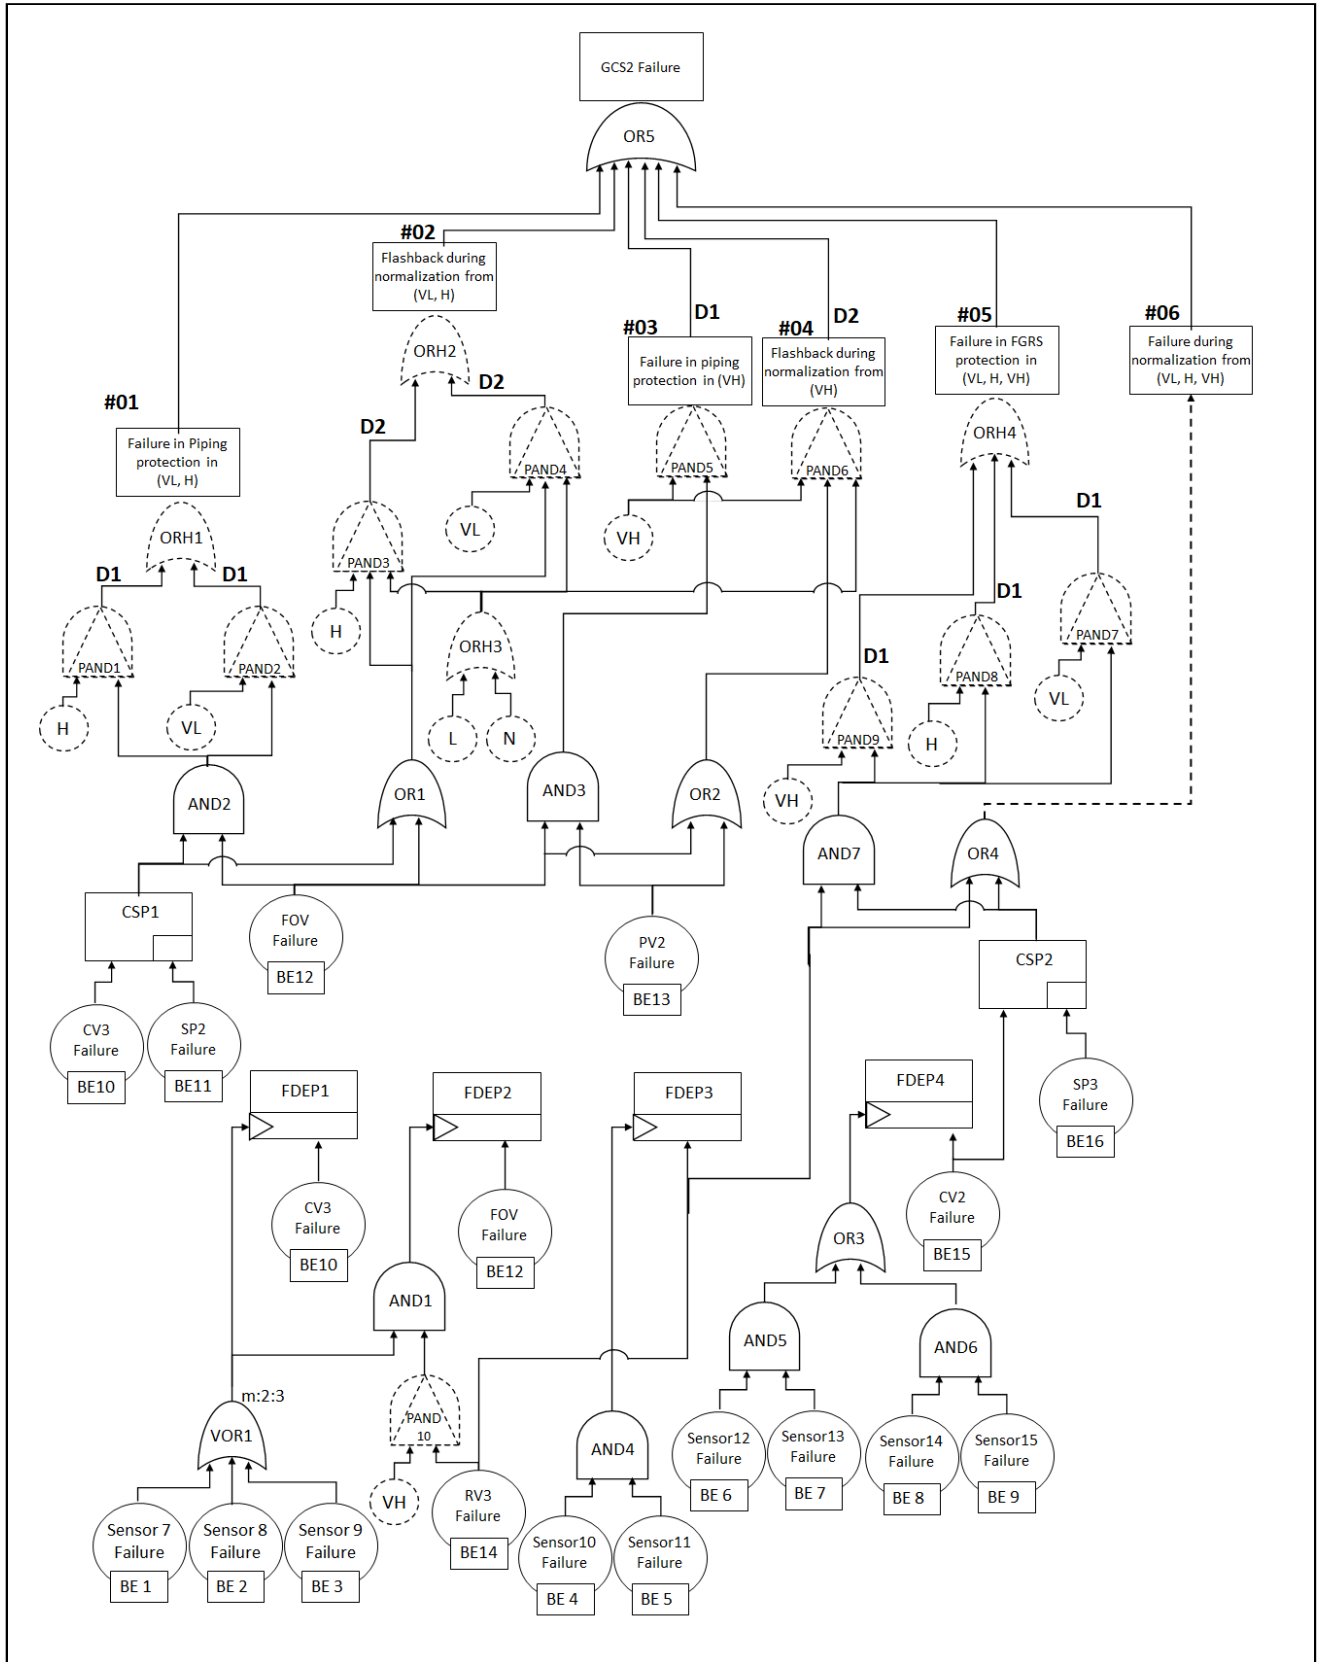 GCS2 Failure
OR5
#02
Flashback during
normalization from
(VL, H)
#03
D1
#04
D2
#05
#06
Failure in piping
protection in (VH)
Flashback during
normalization from
(VH)
Failure in FGRS
protection in
(VL, H, VH)
Failure during
normalization from
(VL, H, VH)
ORH2
D2
D2
#01
Failure in Piping
protection in
(VL, H)
ORH4
PAND4
PAND5
PAND6
VL
VH
D1
ORH1
PAND3
D1
D1
H
ORH3
D1
PAND7
PAND1
PAND2
D1
PAND8
H
VL
L
N
VL
H
PAND9
VH
AND2
OR1
AND3
OR2
AND7
OR4
CSP1
FOV
Failure
BE12
PV2
Failure
BE13
CSP2
CV3
Failure
BE10
SP2
Failure
BE11
SP3
Failure
BE16
FDEP1
FDEP2
FDEP3
FDEP4
CV3
Failure
BE10
FOV
Failure
BE12
CV2
Failure
BE15
OR3
AND1
AND5
AND6
m:2:3
VOR1
PAND
10
AND4
Sensor12
Failure
BE 6
Sensor13
Failure
BE 7
Sensor14
Failure
BE 8
Sensor15
Failure
BE 9
VH
RV3
Failure
BE14
Sensor 7
Failure
BE 1
Sensor 8
Failure
BE 2
Sensor 9
Failure
BE 3
Sensor10
Failure
BE 4
Sensor11
Failure
BE 5